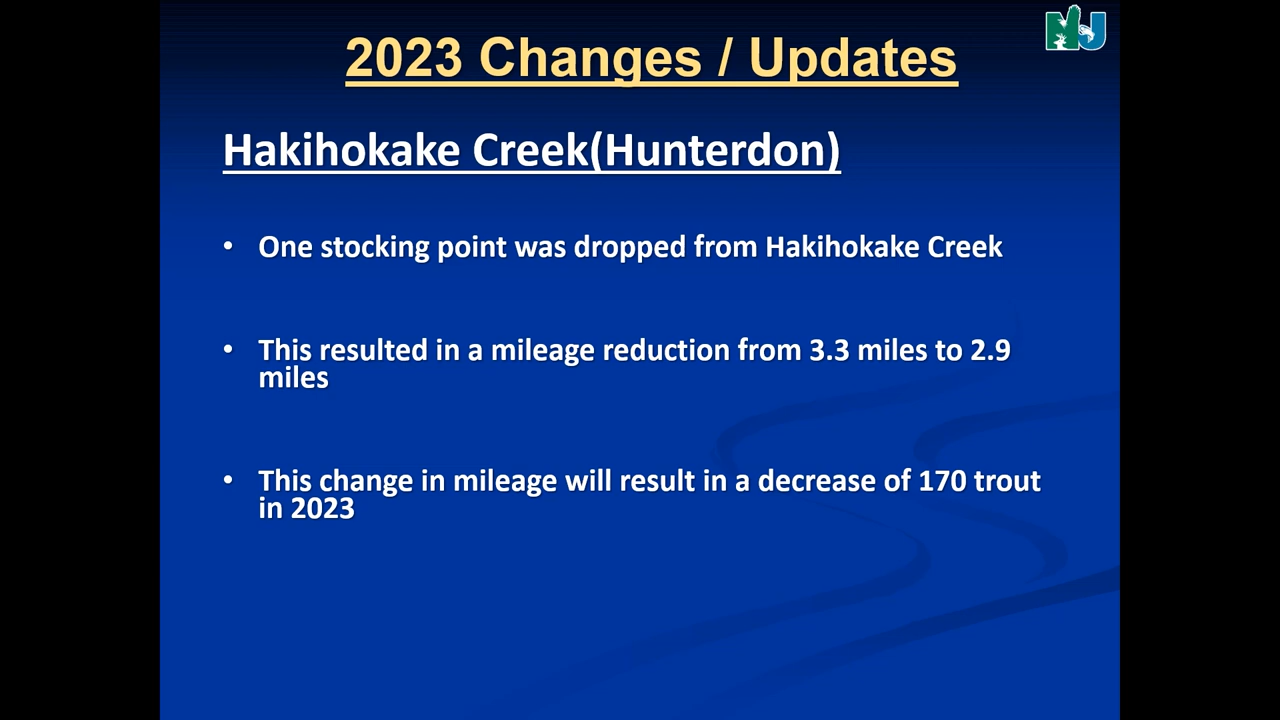 NJ
2023 Changes / Updates
Hakihokake Creek(Hunterdon)
• One stocking point was dropped from Hakihokake Creek
• This resulted in a mileage reduction from 3.3 miles to 2.9
miles
• This change in mileage will result in a decrease of 170 trout
in 2023